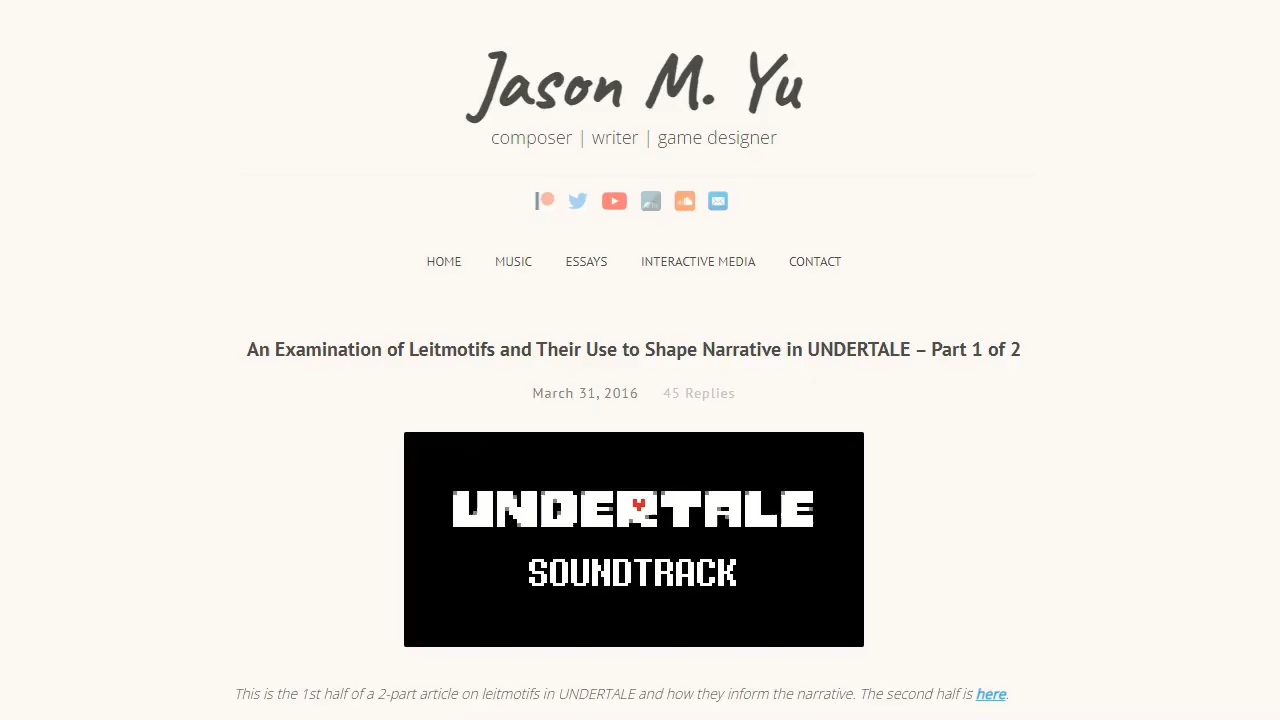 Jason M. Yu
composer | writer | game designer
HOME MUSIC ESSAYS INTERACTIVE MEDIA CONTACT
An Examination of Leitmotifs and Their Use to Shape Narrative in UNDERTALE – Part 1 of 2
March 31, 2016 45 Replies
UNDERTALE
SOUNDTRACK
This is the 1st half of a 2-part article on leitmotifs in UNDERTALE and how they inform the narrative. The second half is here.